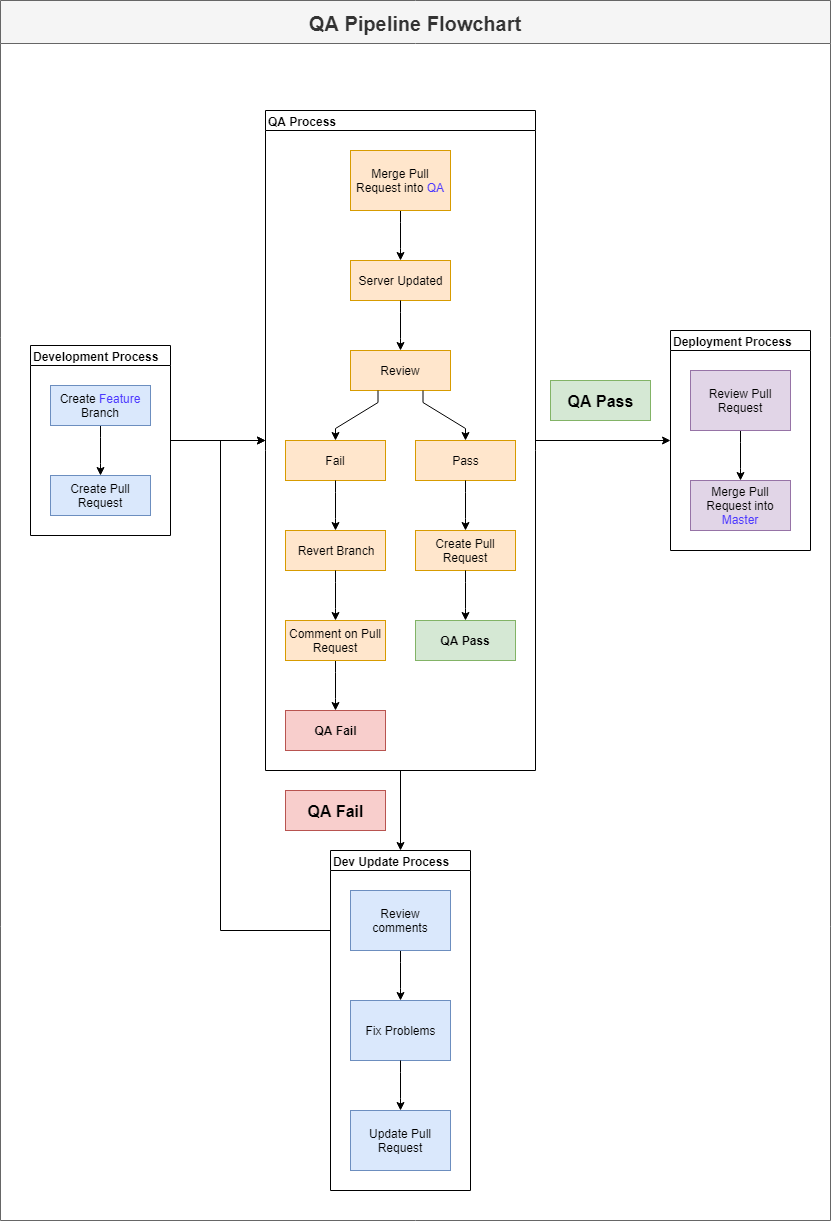 QA Pipeline Flowchart
QA Process
Merge Pull
Request into QA
Server Updated
Review
Fail
Pass
Revert Branch
Create Pull
Request
Comment on Pull
Request
QA Pass
QA Fail
Development Process
Create Feature
Branch
Create Pull
Request
QA Pass
Deployment Process
Review Pull
Request
Merge Pull
Request into
Master
QA Fail
Dev Update Process
Review
comments
Fix Problems
Update Pull
Request